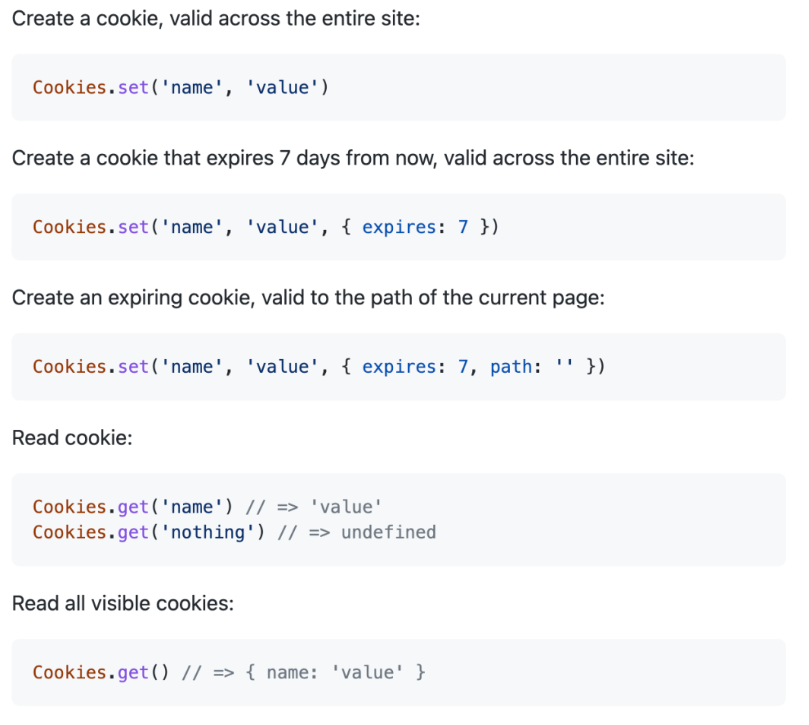 Create a cookie, valid across the entire site:
Cookies.set('name', 'value')
Create a cookie that expires 7 days from now, valid across the entire site:
Cookies.set('name', 'value', { expires: 7 })
Create an expiring cookie, valid to the path of the current page:
Cookies.set('name', 'value', { expires: 7, path: '' })
Read cookie:
Cookies.get('name') // => 'value'
Cookies.get('nothing') // => undefined
Read all visible cookies:
Cookies.get() // => { name: 'value' }